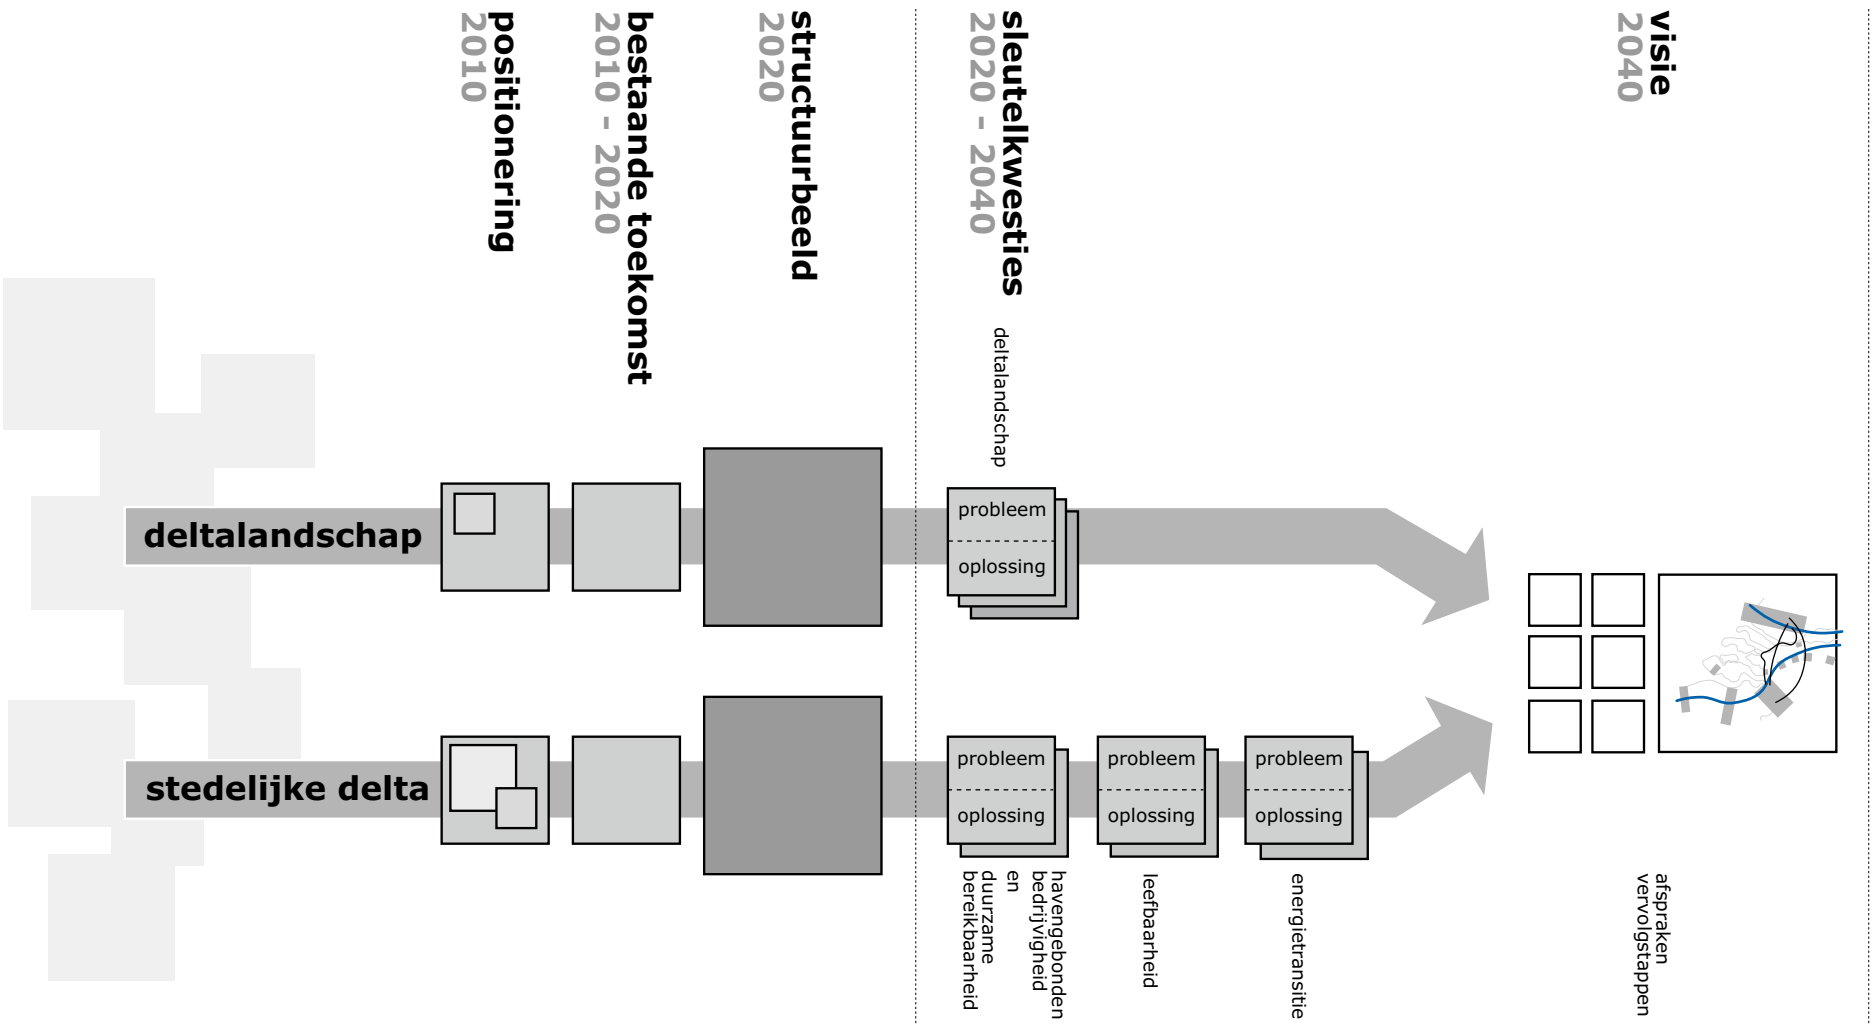 positionering
2010
bestaande toekomst
2010 - 2020
structuurbeeld
2020
sleutelkwesties
2020 - 2040
visie
2040
deltalandschap
deltalandschap
probleem
oplossing
stedelijke delta
probleem
oplossing
probleem
oplossing
probleem
oplossing
havengebonden
bedrijvigheid
en
duurzame
bereikbaarheid
leefbaarheid
energietransitie
afspraken
vervolgstappen